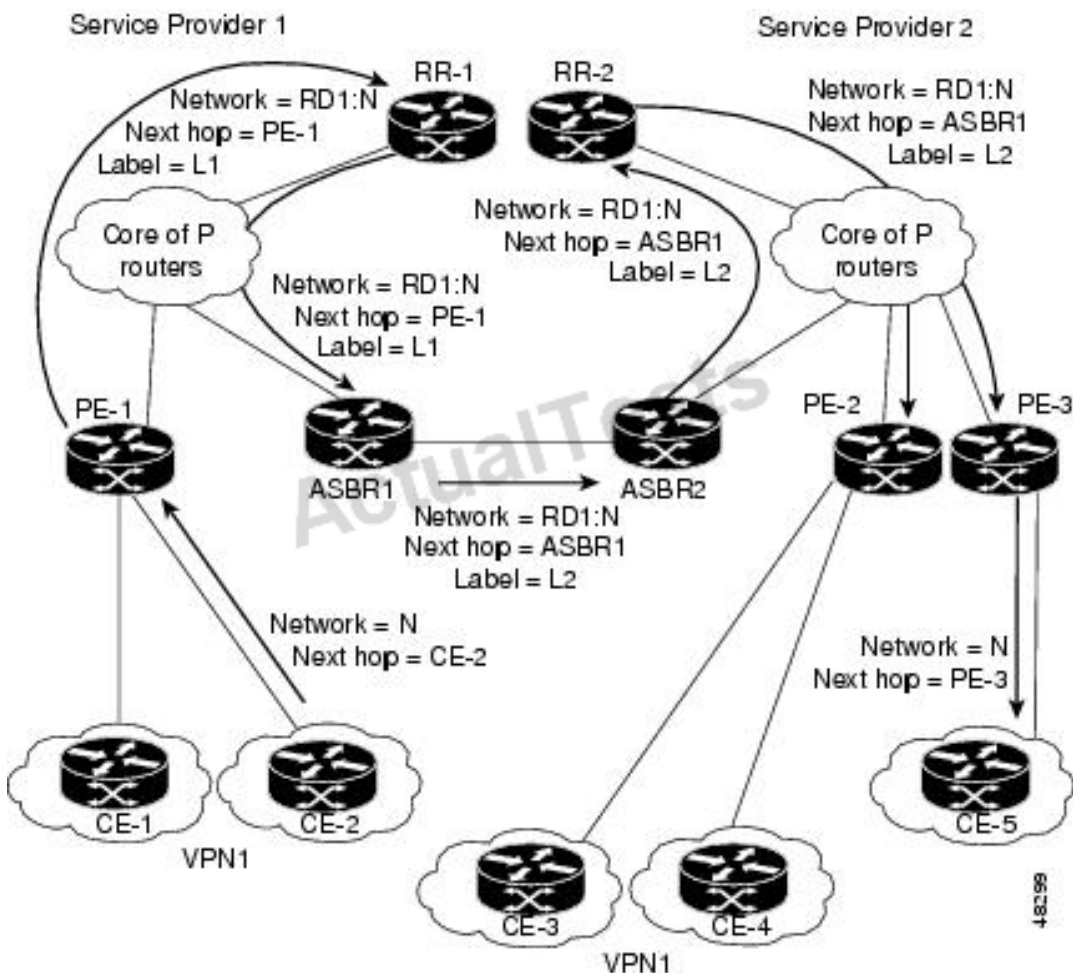 Service Provider 1
Service Provider 2
RR-1
RR-2
Network = RD1:N
Next hop = PE-1
Label = L1
Network = RD1:N
Next hop = ASBR1
Label = L2
Core of P
routers
Network = RD1:N
Next hop = ASBR1
Label = L2
Core of P
routers
Network = RD1:N
Next hop = PE-1
Label = L1
PE-1
ASBR1
ASBR2
PE-2
PE-3
ActualTests
Network = RD1:N
Next hop = ASBR1
Label = L2
Network = N
Next hop = CE-2
Network = N
Next hop = PE-3
CE-1
CE-2
VPN1
CE-3
CE-4
VPN1
CE-5
48299